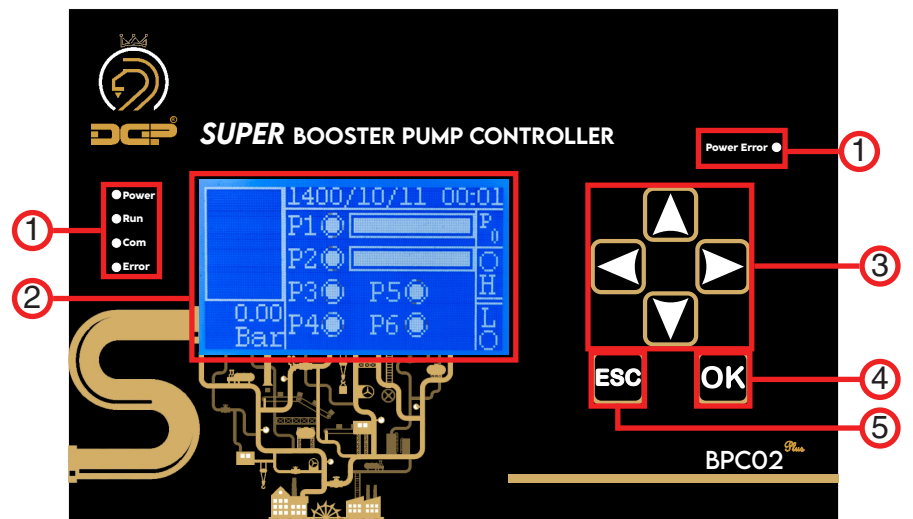 DGP®
SUPER BOOSTER PUMP CONTROLLER
Power Error
1
Power
Run
Com
Error
1
2
1400/10/11 00:01
P1
P0
P2
H
P3 P5
0.00
Bar
P4 P6
L
3
ESC
OK
4
5
BPC02 Plus